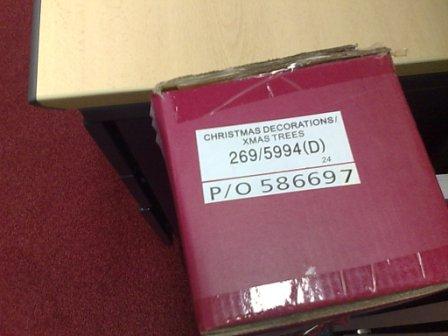 CHRISTMAS DECORATIONS/
XMAS TREES
269/5994(D)
24
P/O 586697